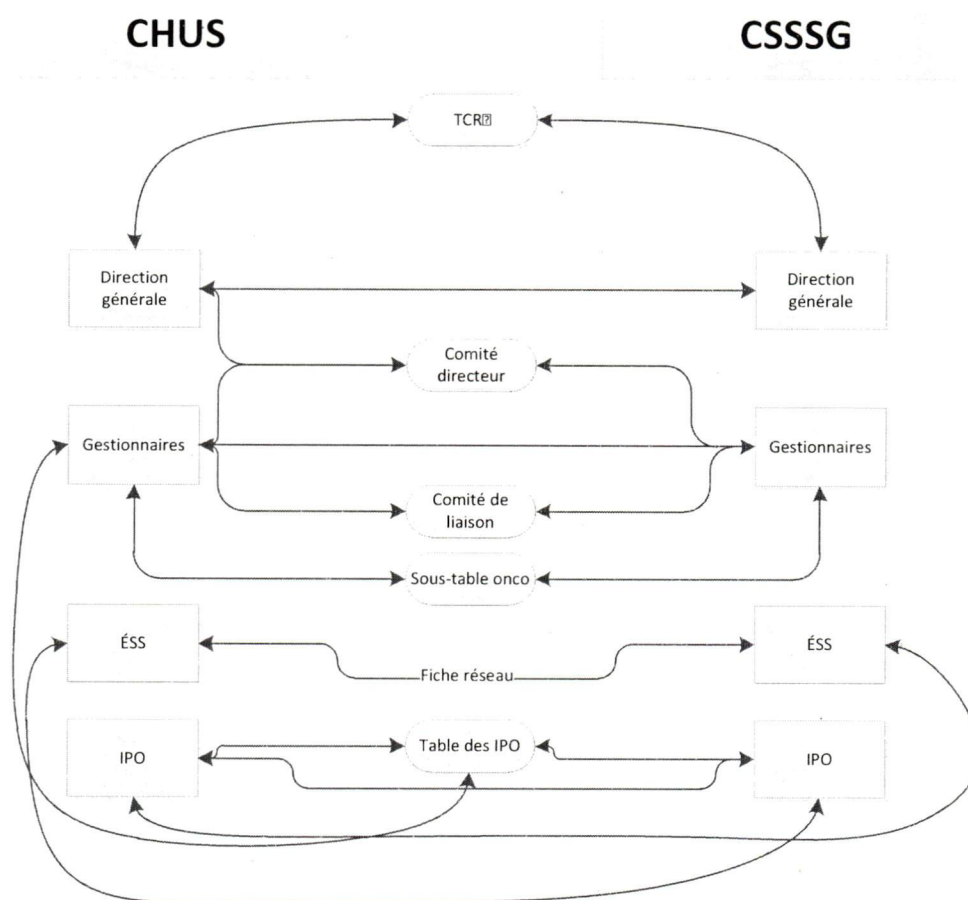 CHUS
CSSSG
TCR
Direction
générale
Direction
générale
Comité
directeur
Gestionnaires
Gestionnaires
Comité de
liaison
Sous-table onco
ÉSS
ÉSS
Fiche réseau
IPO
Table des IPO
IPO